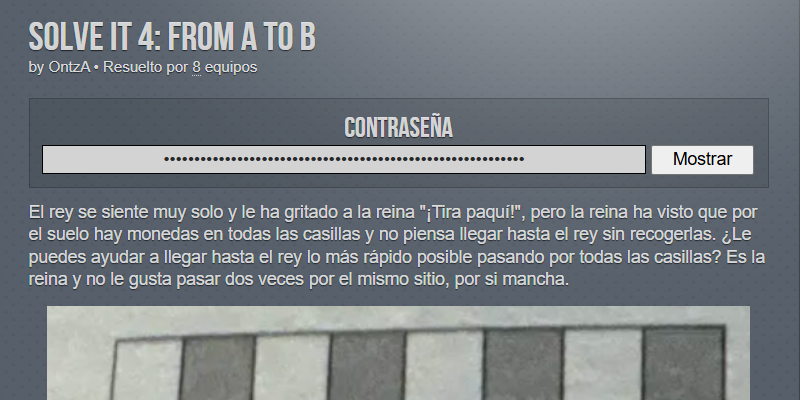 SOLVE IT 4: FROM A TO B
by OntzA • Resuelto por 8 equipos
CONTRASEÑA
•••••••••••••••••••••••••••••••••••••••••••••••••••••••••••• Mostrar
El rey se siente muy solo y le ha gritado a la reina "¡Tira paquí!", pero la reina ha visto que por
el suelo hay monedas en todas las casillas y no piensa llegar hasta el rey sin recogerlas. ¿Le
puedes ayudar a llegar hasta el rey lo más rápido posible pasando por todas las casillas? Es la
reina y no le gusta pasar dos veces por el mismo sitio, por si mancha.